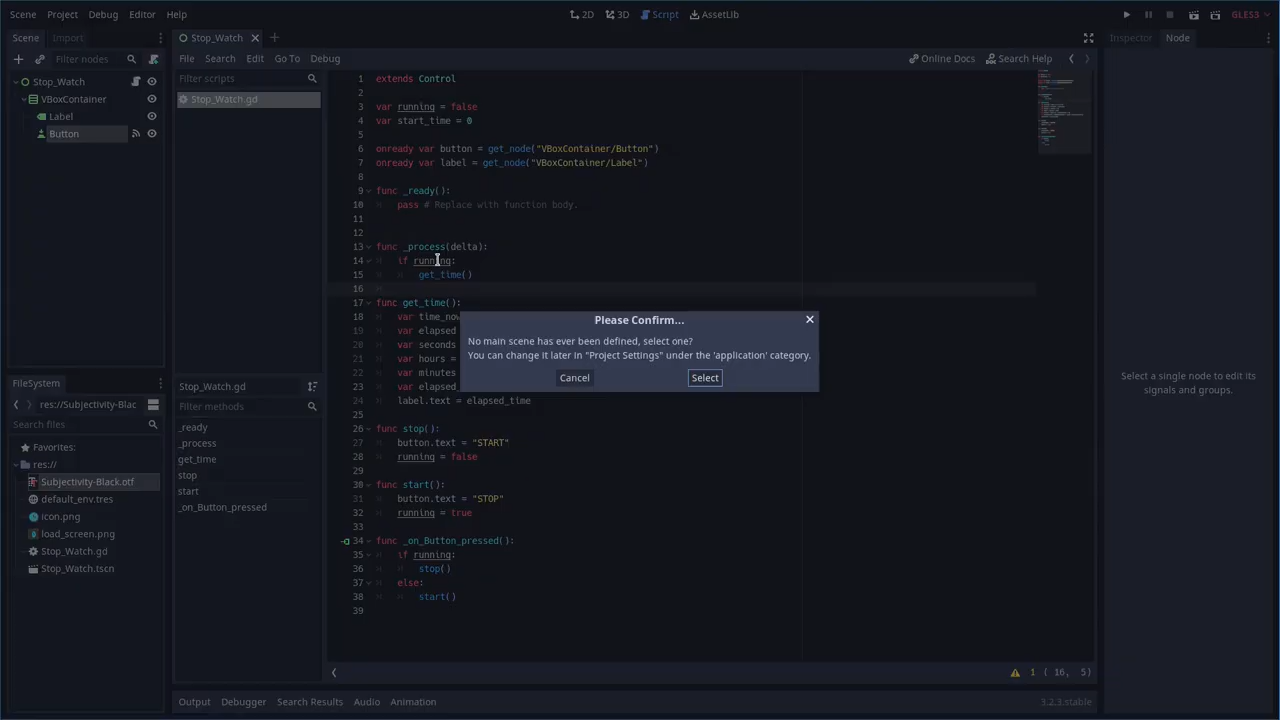 Scene Project Debug Editor Help 2D 3D Script AssetLib GLES3
Scene Import
Filter nodes
Stop_Watch
VBoxContainer
Label
Button
FileSystem
res://Subjectivity-Blac
Search files
Favorites:
res://
Subjectivity-Black.otf
default_env.tres
icon.png
load_screen.png
Stop_Watch.gd
Stop_Watch.tscn
Stop_Watch
File Search Edit Go To Debug Online Docs Search Help
Filter scripts
Stop_Watch.gd
Stop_Watch.gd
Filter methods
_ready
_process
get_time
stop
start
_on_Button_pressed
1 extends Control
2
3 var running = false
4 var start_time = 0
5
6 onready var button = get_node("VBoxContainer/Button")
7 onready var label = get_node("VBoxContainer/Label")
8
9 func _ready():
10 pass # Replace with function body.
11
12
13 func _process(delta):
14 if running:
15 get_time()
16
17 func get_time():
18 var time_now
19 var elapsed
20 var seconds
21 var hours =
22 var minutes
23 var elapsed
24 label.text = elapsed_time
25
26 func stop():
27 button.text = "START"
28 running = false
29
30 func start():
31 button.text = "STOP"
32 running = true
33
34 func _on_Button_pressed():
35 if running:
36 stop()
37 else:
38 start()
39
Please Confirm...
No main scene has ever been defined, select one?
You can change it later in "Project Settings" under the 'application' category.
Cancel Select
1 ( 16, 5)
Output Debugger Search Results Audio Animation 3.2.3.stable
Inspector Node
Select a single node to edit its
signals and groups.